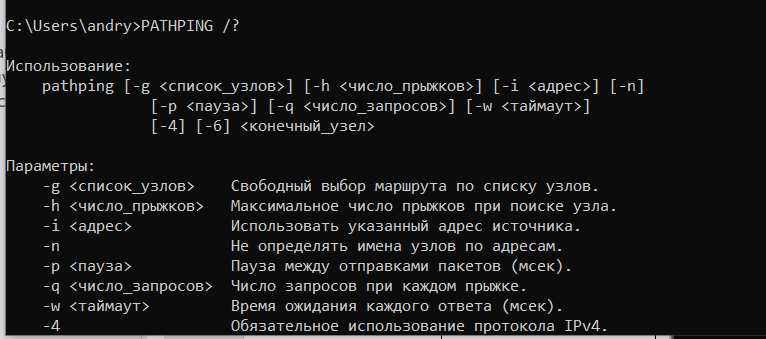 C:\Users\andry>PATHPING /?
Использование:
pathping [-g <список_узлов>] [-h <число_прыжков>] [-i <адрес>] [-n]
[-p <пауза>] [-q <число_запросов>] [-w <таймаут>]
[-4] [-6] <конечный_узел>
Параметры:
-g <список_узлов> Свободный выбор маршрута по списку узлов.
-h <число_прыжков> Максимальное число прыжков при поиске узла.
-i <адрес> Использовать указанный адрес источника.
-n Не определять имена узлов по адресам.
-p <пауза> Пауза между отправками пакетов (мсек).
-q <число_запросов> Число запросов при каждом прыжке.
-w <таймаут> Время ожидания каждого ответа (мсек).
-4 Обязательное использование протокола IPv4.